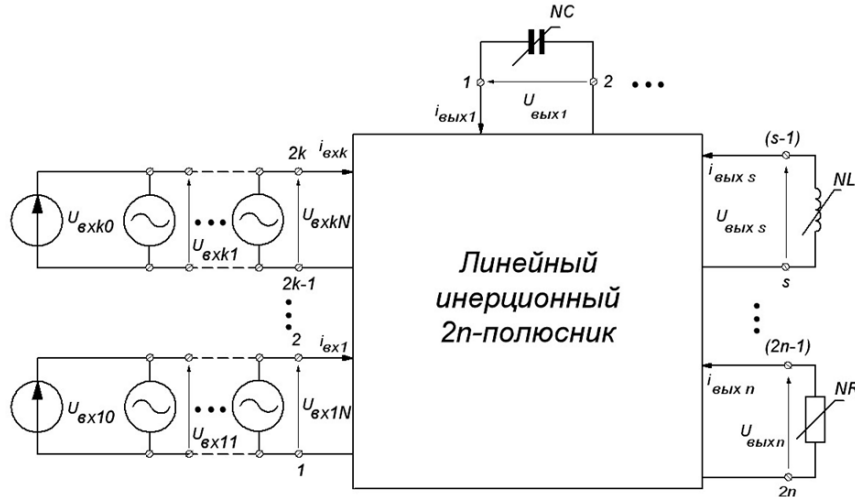 NC
1
2
•••
U вых1
i вых1
2k
i вхk
(s-1)
i вых s
NL
U вхk0
U вхk1
•••
U вхkN
U вых s
2k-1
s
Линейный
инерционный
2n-полюсник
2
i вх1
(2n-1)
i вых n
NR
U вх10
U вх11
•••
U вх1N
U выхn
1
2n